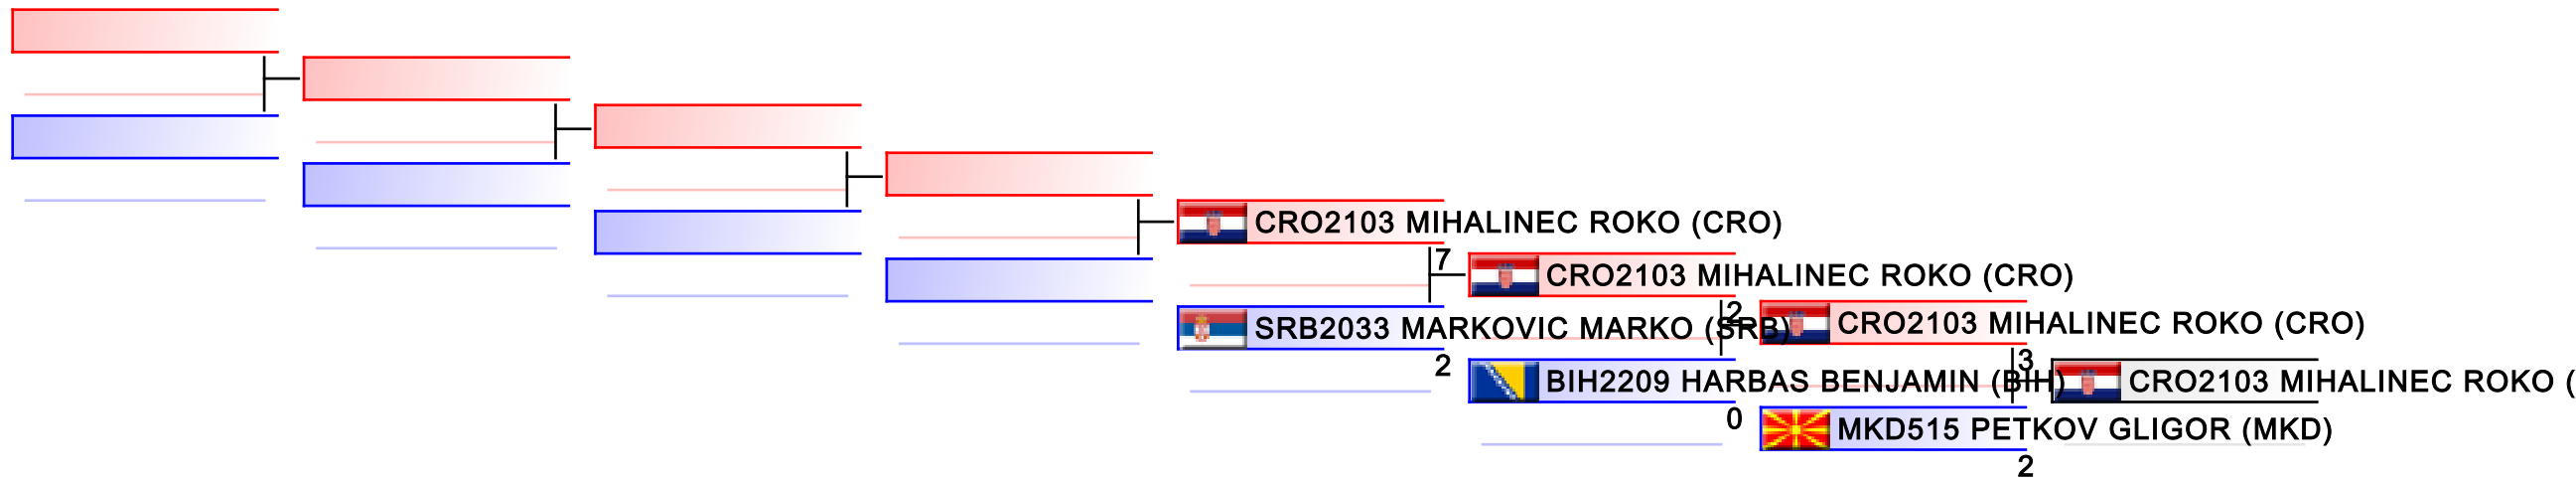 CRO2103 MIHALINEC ROKO (CRO)
7
SRB2033 MARKOVIC MARKO (SRB)
2
CRO2103 MIHALINEC ROKO (CRO)
2
BIH2209 HARBAS BENJAMIN (BIH)
0
CRO2103 MIHALINEC ROKO (CRO)
3
MKD515 PETKOV GLIGOR (MKD)
2
CRO2103 MIHALINEC ROKO (